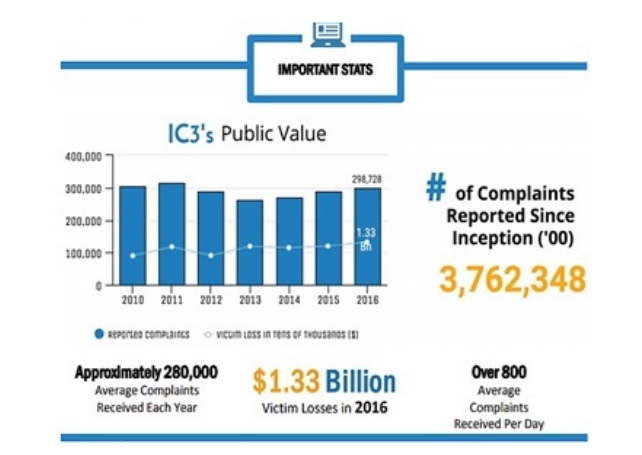 IMPORTANT STATS
IC3's Public Value
400,000
300,000
200,000
100,000
0
298,728
1.33
Bn
2010 2011 2012 2013 2014 2015 2016
Reported Complaints Victim Loss in Tens of Thousands ($)
# of Complaints
Reported Since
Inception ('00)
3,762,348
Approximately 280,000
Average Complaints
Received Each Year
$1.33 Billion
Victim Losses in 2016
Over 800
Average
Complaints
Received Per Day